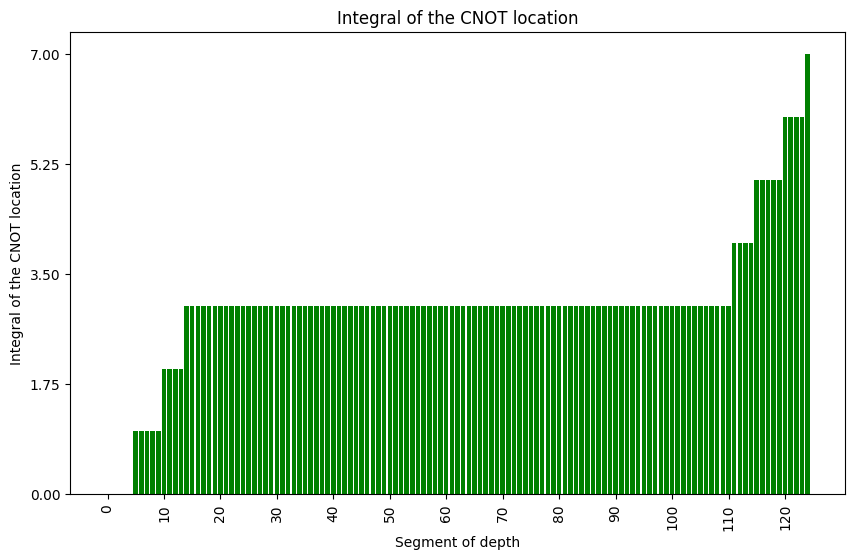 Integral of the CNOT location
Integral of the CNOT location
7.00
5.25
3.50
1.75
0.00
0 10 20 30 40 50 60 70 80 90 100 110 120
Segment of depth